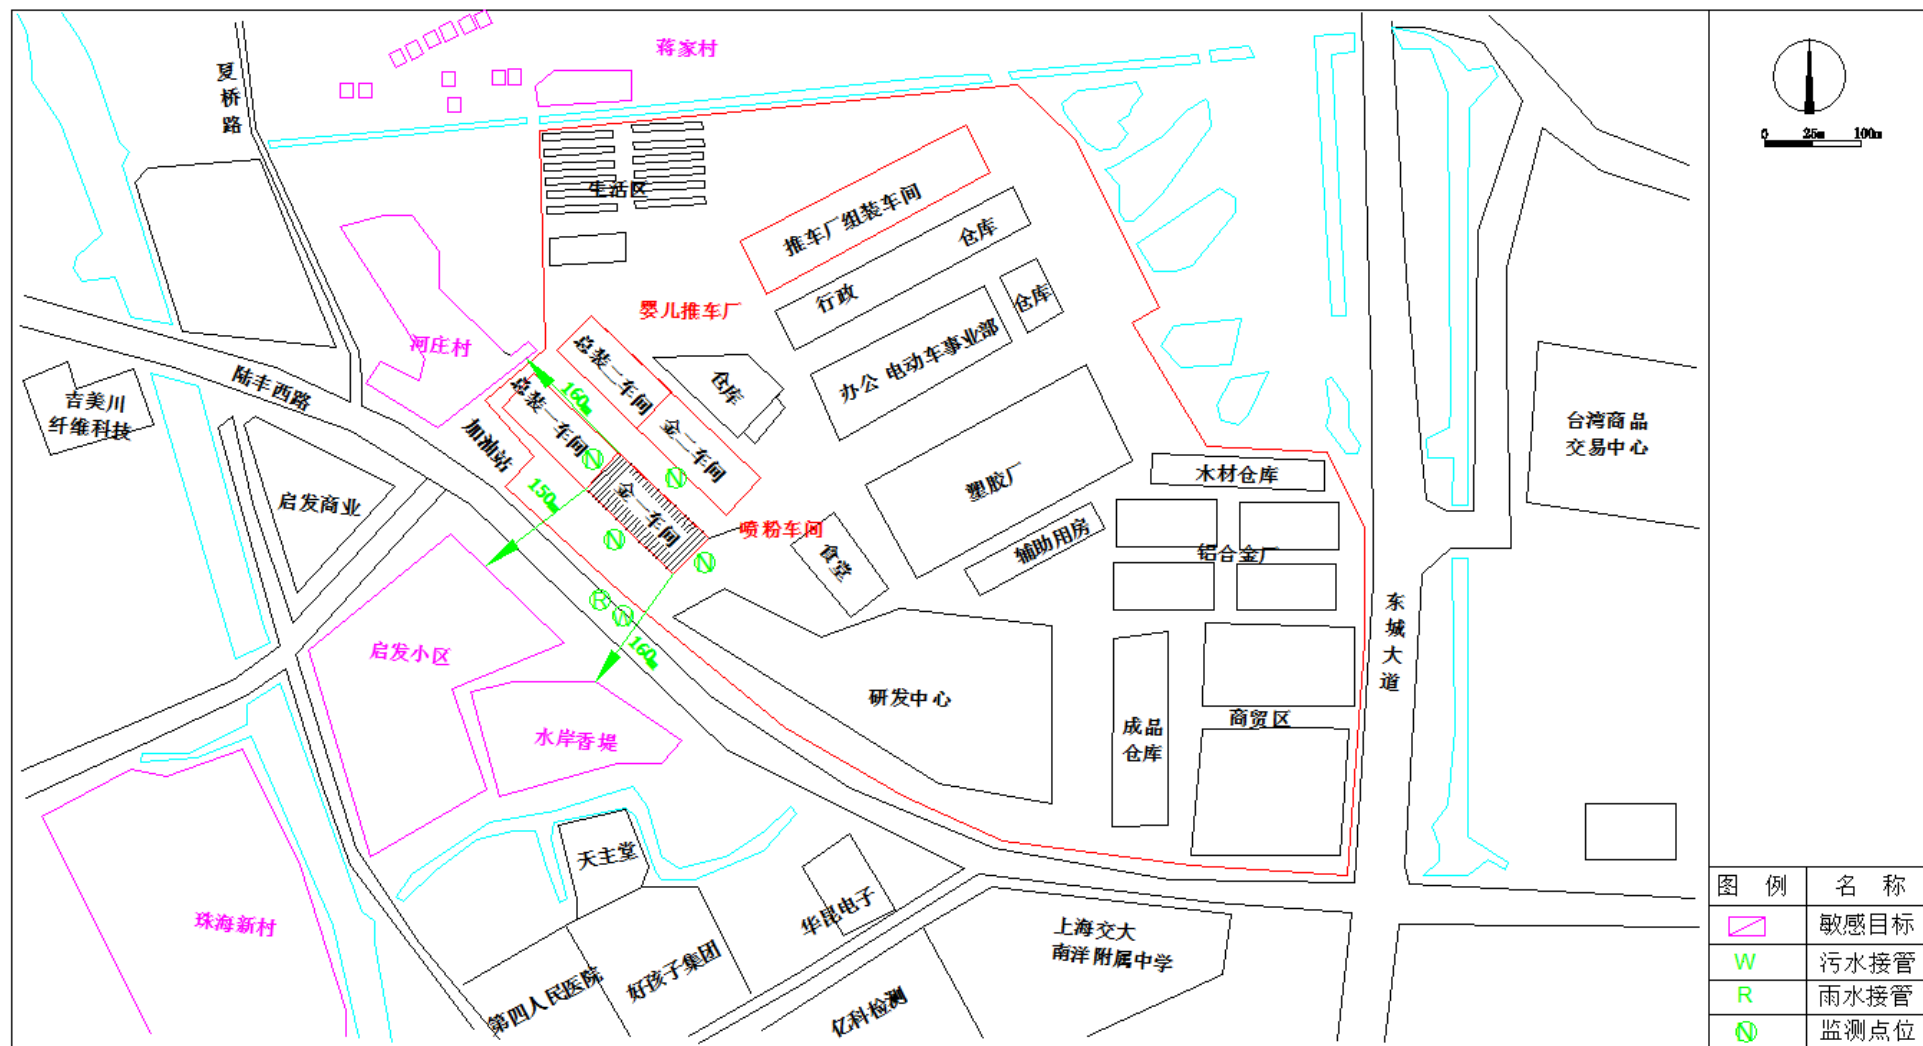 蒋家村
夏桥路
0 25m 100m
生活区
推车厂组装车间
仓库
行政
婴儿推车厂
仓库
办公 电动车事业部
河庄村
总装二车间
总装一车间
160m
仓库
陆丰西路
吉美川
纤维科技
加油站
金二车间
台湾商品
交易中心
木材仓库
塑胶厂
启发商业
150m
金一车间
N
N
N
N
喷粉车间
食堂
辅助用房
铝合金厂
R
W
160m
东城大道
启发小区
研发中心
水岸香堤
成品
仓库
商贸区
天主堂
珠海新村
华昆电子
上海交大
南洋附属中学
第四人民医院
好孩子集团
亿科检测
图 例 名 称
敏感目标
W 污水接管
R 雨水接管
N 监测点位